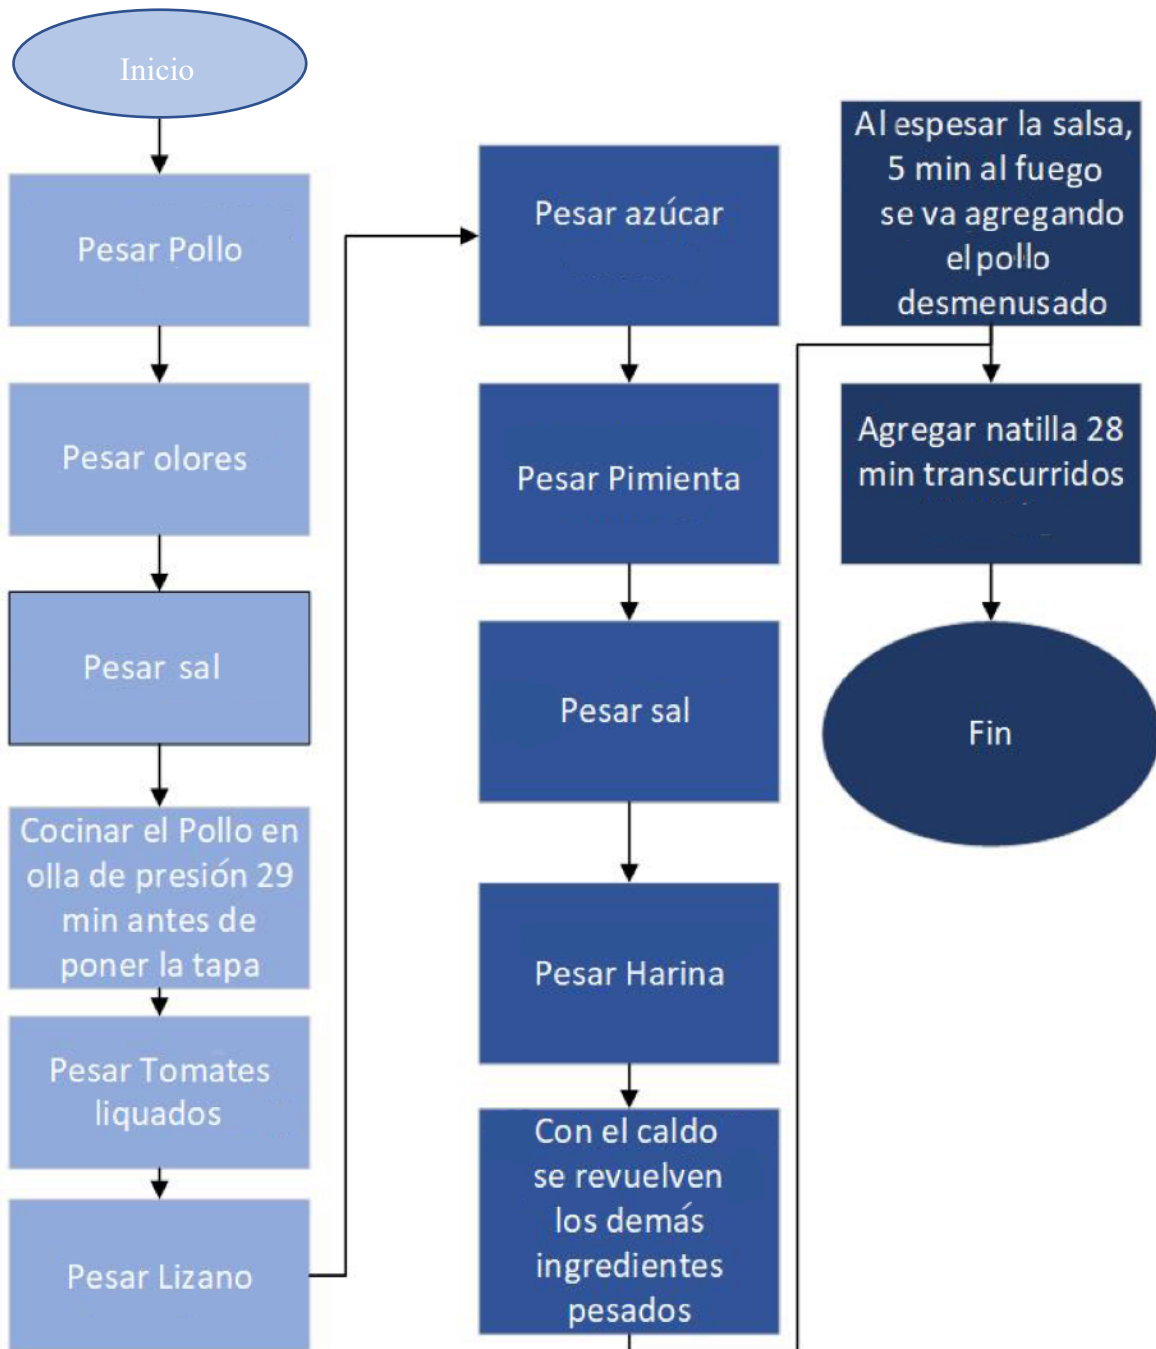 Inicio
Pesar Pollo
Pesar olores
Pesar sal
Cocinar el Pollo en
olla de presión 29
min antes de
poner la tapa
Pesar Tomates
liquados
Pesar Lizano
Pesar azúcar
Pesar Pimienta
Pesar sal
Pesar Harina
Con el caldo
se revuelven
los demás
ingredientes
pesados
Al espesar la salsa,
5 min al fuego
se va agregando
el pollo
desmenusado
Agregar natilla 28
min transcurridos
Fin